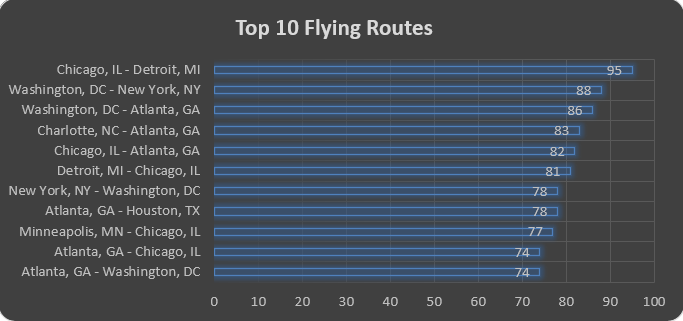 Top 10 Flying Routes
Chicago, IL - Detroit, MI 95
Washington, DC - New York, NY 88
Washington, DC - Atlanta, GA 86
Charlotte, NC - Atlanta, GA 83
Chicago, IL - Atlanta, GA 82
Detroit, MI - Chicago, IL 81
New York, NY - Washington, DC 78
Atlanta, GA - Houston, TX 78
Minneapolis, MN - Chicago, IL 77
Atlanta, GA - Chicago, IL 74
Atlanta, GA - Washington, DC 74
0 10 20 30 40 50 60 70 80 90 100